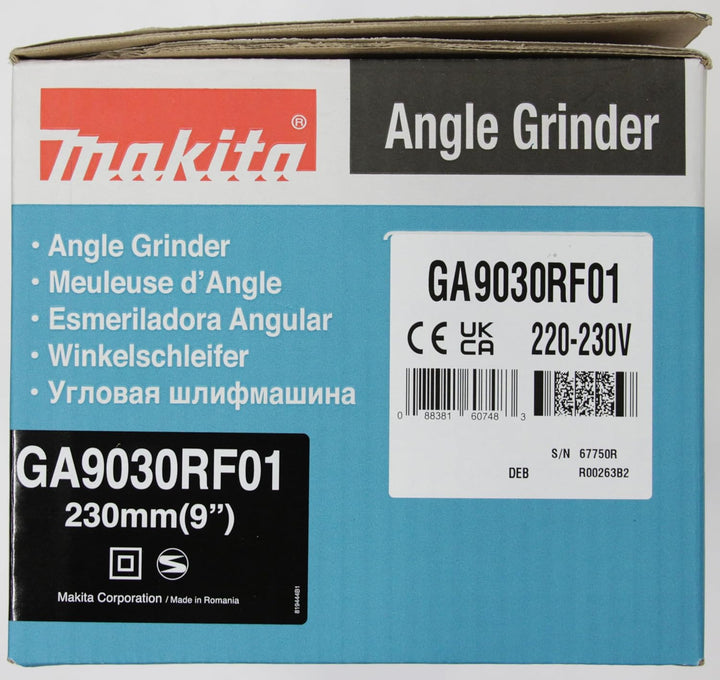 makita®
Angle Grinder
• Angle Grinder
• Meuleuse d'Angle
• Esmeriladora Angular
• Winkelschleifer
• Угловая шлифмашина
GA9030RF01
CE UK CA 220-230V
0 88381 60748 3
S/N 67750R
DEB R00263B2
GA9030RF01
230mm(9")
Makita Corporation / Made in Romania
819444B1